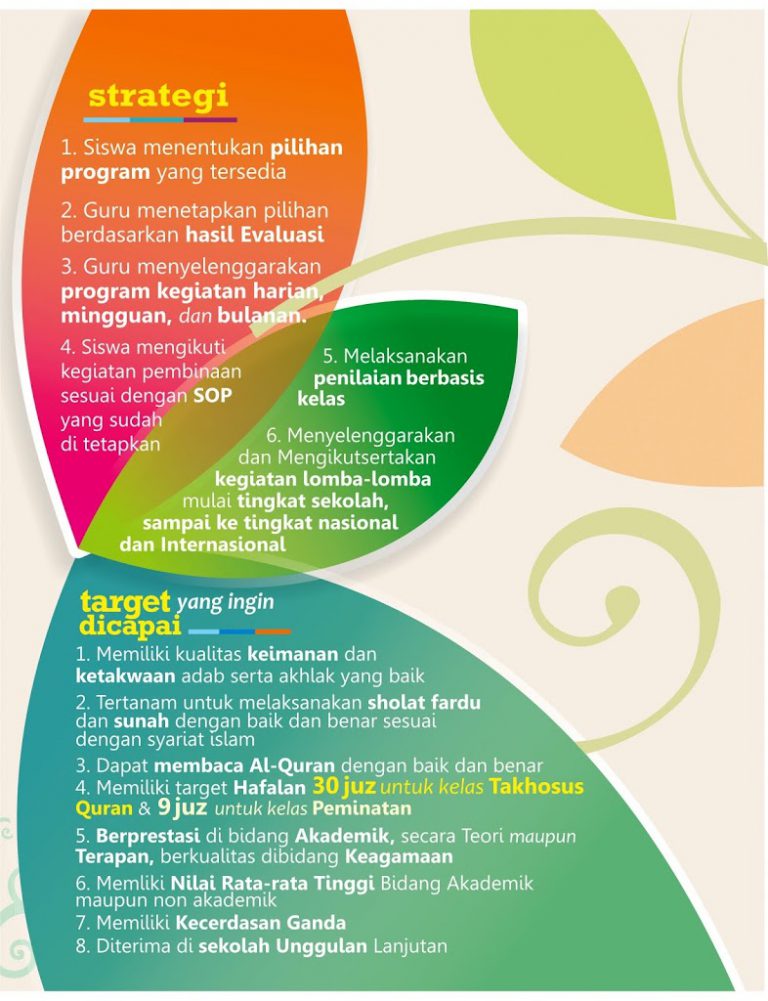 strategi
1. Siswa menentukan pilihan
program yang tersedia
2. Guru menetapkan pilihan
berdasarkan hasil Evaluasi
3. Guru menyelenggarakan
program kegiatan harian,
mingguan, dan bulanan.
4. Siswa mengikuti
kegiatan pembinaan
sesuai dengan SOP
yang sudah
di tetapkan
5. Melaksanakan
penilaian berbasis
kelas
6. Menyelenggarakan
dan Mengikutsertakan
kegiatan lomba-lomba
mulai tingkat sekolah,
sampai ke tingkat nasional
dan Internasional
target yang ingin
dicapai
1. Memiliki kualitas keimanan dan
ketakwaan adab serta akhlak yang baik
2. Tertanam untuk melaksanakan sholat fardu
dan sunah dengan baik dan benar sesuai
dengan syariat islam
3. Dapat membaca Al-Quran dengan baik dan benar
4. Memiliki target Hafalan 30 juz untuk kelas Takhosus
Quran & 9 juz untuk kelas Peminatan
5. Berprestasi di bidang Akademik, secara Teori maupun
Terapan, berkualitas dibidang Keagamaan
6. Memliki Nilai Rata-rata Tinggi Bidang Akademik
maupun non akademik
7. Memiliki Kecerdasan Ganda
8. Diterima di sekolah Unggulan Lanjutan